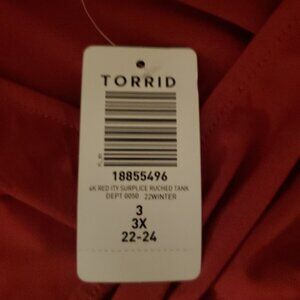 TORRID
18855496
4K RED ITY SURPLICE RUCHED TANK
DEPT 0050 22WINTER
3
3X
22-24